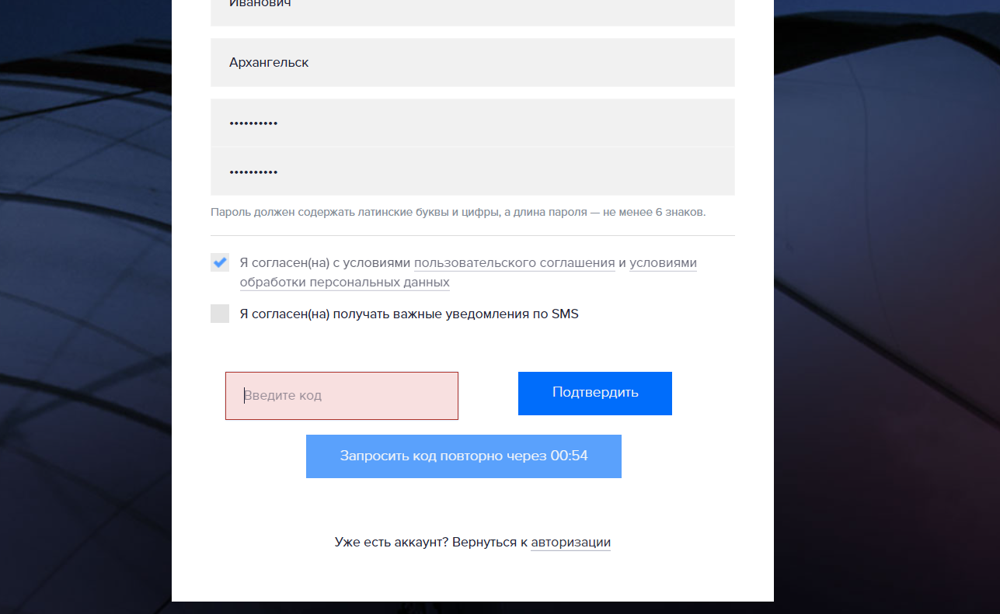 Иванович
Архангельск
••••••••••
••••••••••
Пароль должен содержать латинские буквы и цифры, а длина пароля — не менее 6 знаков.
Я согласен(на) с условиями пользовательского соглашения и условиями
обработки персональных данных
Я согласен(на) получать важные уведомления по SMS
Введите код
Подтвердить
Запросить код повторно через 00:54
Уже есть аккаунт? Вернуться к авторизации